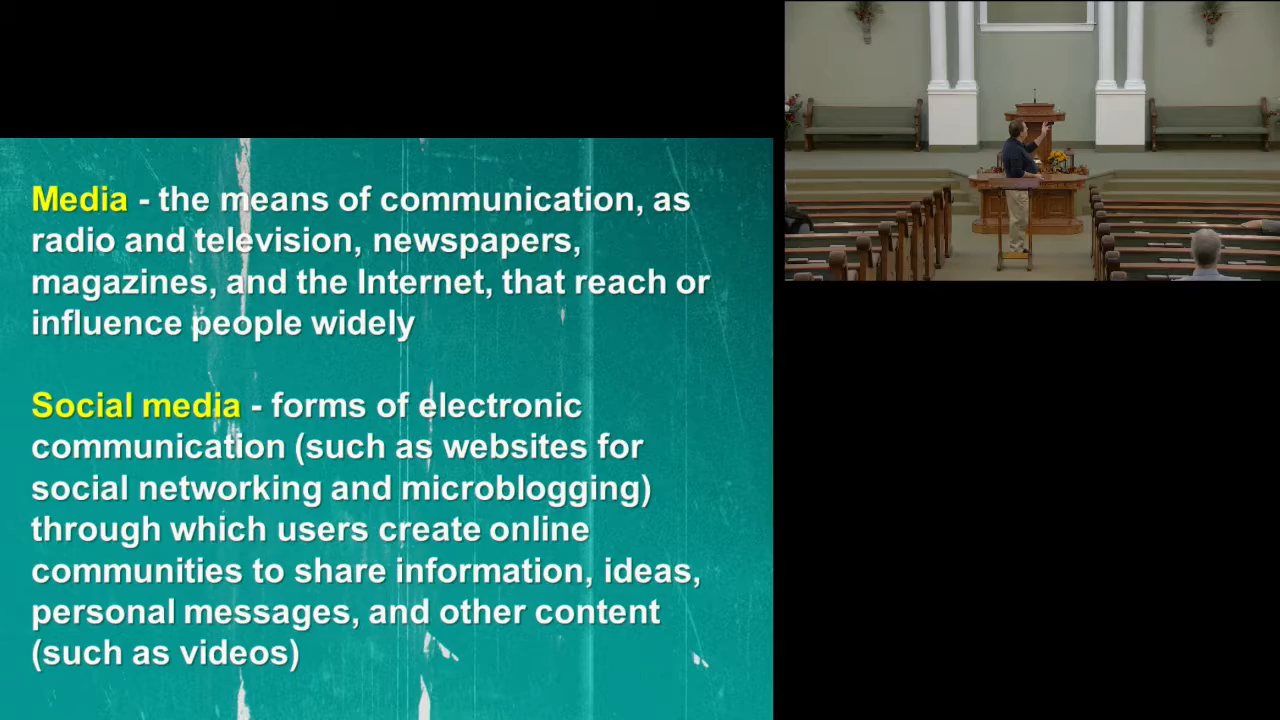 Media - the means of communication, as
radio and television, newspapers,
magazines, and the Internet, that reach or
influence people widely
Social media - forms of electronic
communication (such as websites for
social networking and microblogging)
through which users create online
communities to share information, ideas,
personal messages, and other content
(such as videos)